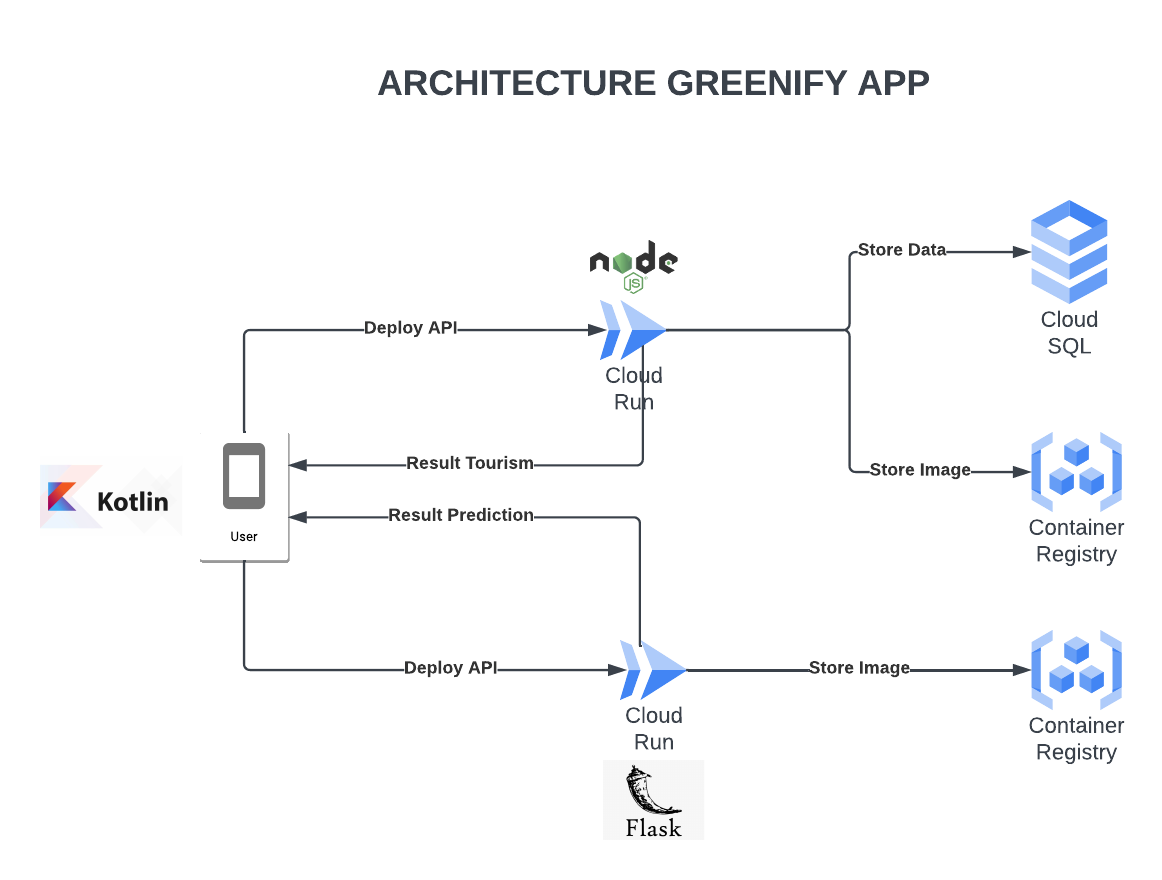 ARCHITECTURE GREENIFY APP
node
JS
Store Data
Deploy API
Cloud
SQL
Cloud
Run
Result Tourism
Store Image
Kotlin
Result Prediction
User
Container
Registry
Deploy API
Store Image
Cloud
Run
Container
Registry
Flask